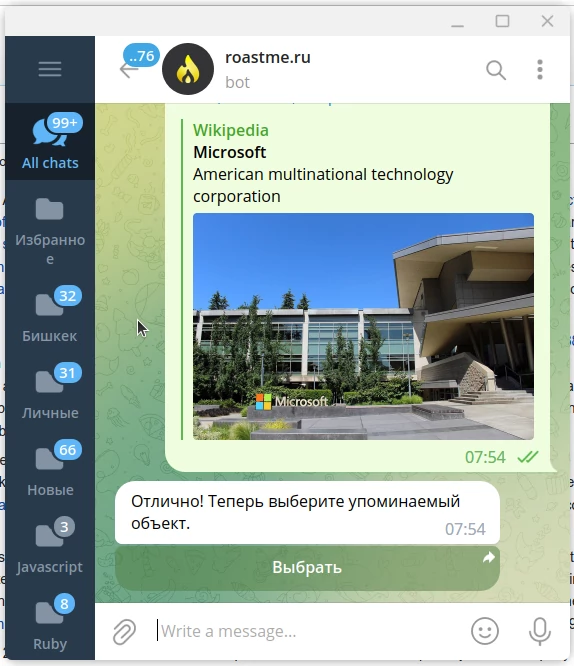 ..76
roastme.ru
bot
99+
All chats
Избранно
е
32
Бишкек
31
Личные
66
Новые
3
Javascript
8
Ruby
Wikipedia
Microsoft
American multinational technology
corporation
Microsoft
07:54
Отлично! Теперь выберите упоминаемый
объект.
07:54
Выбрать
Write a message...